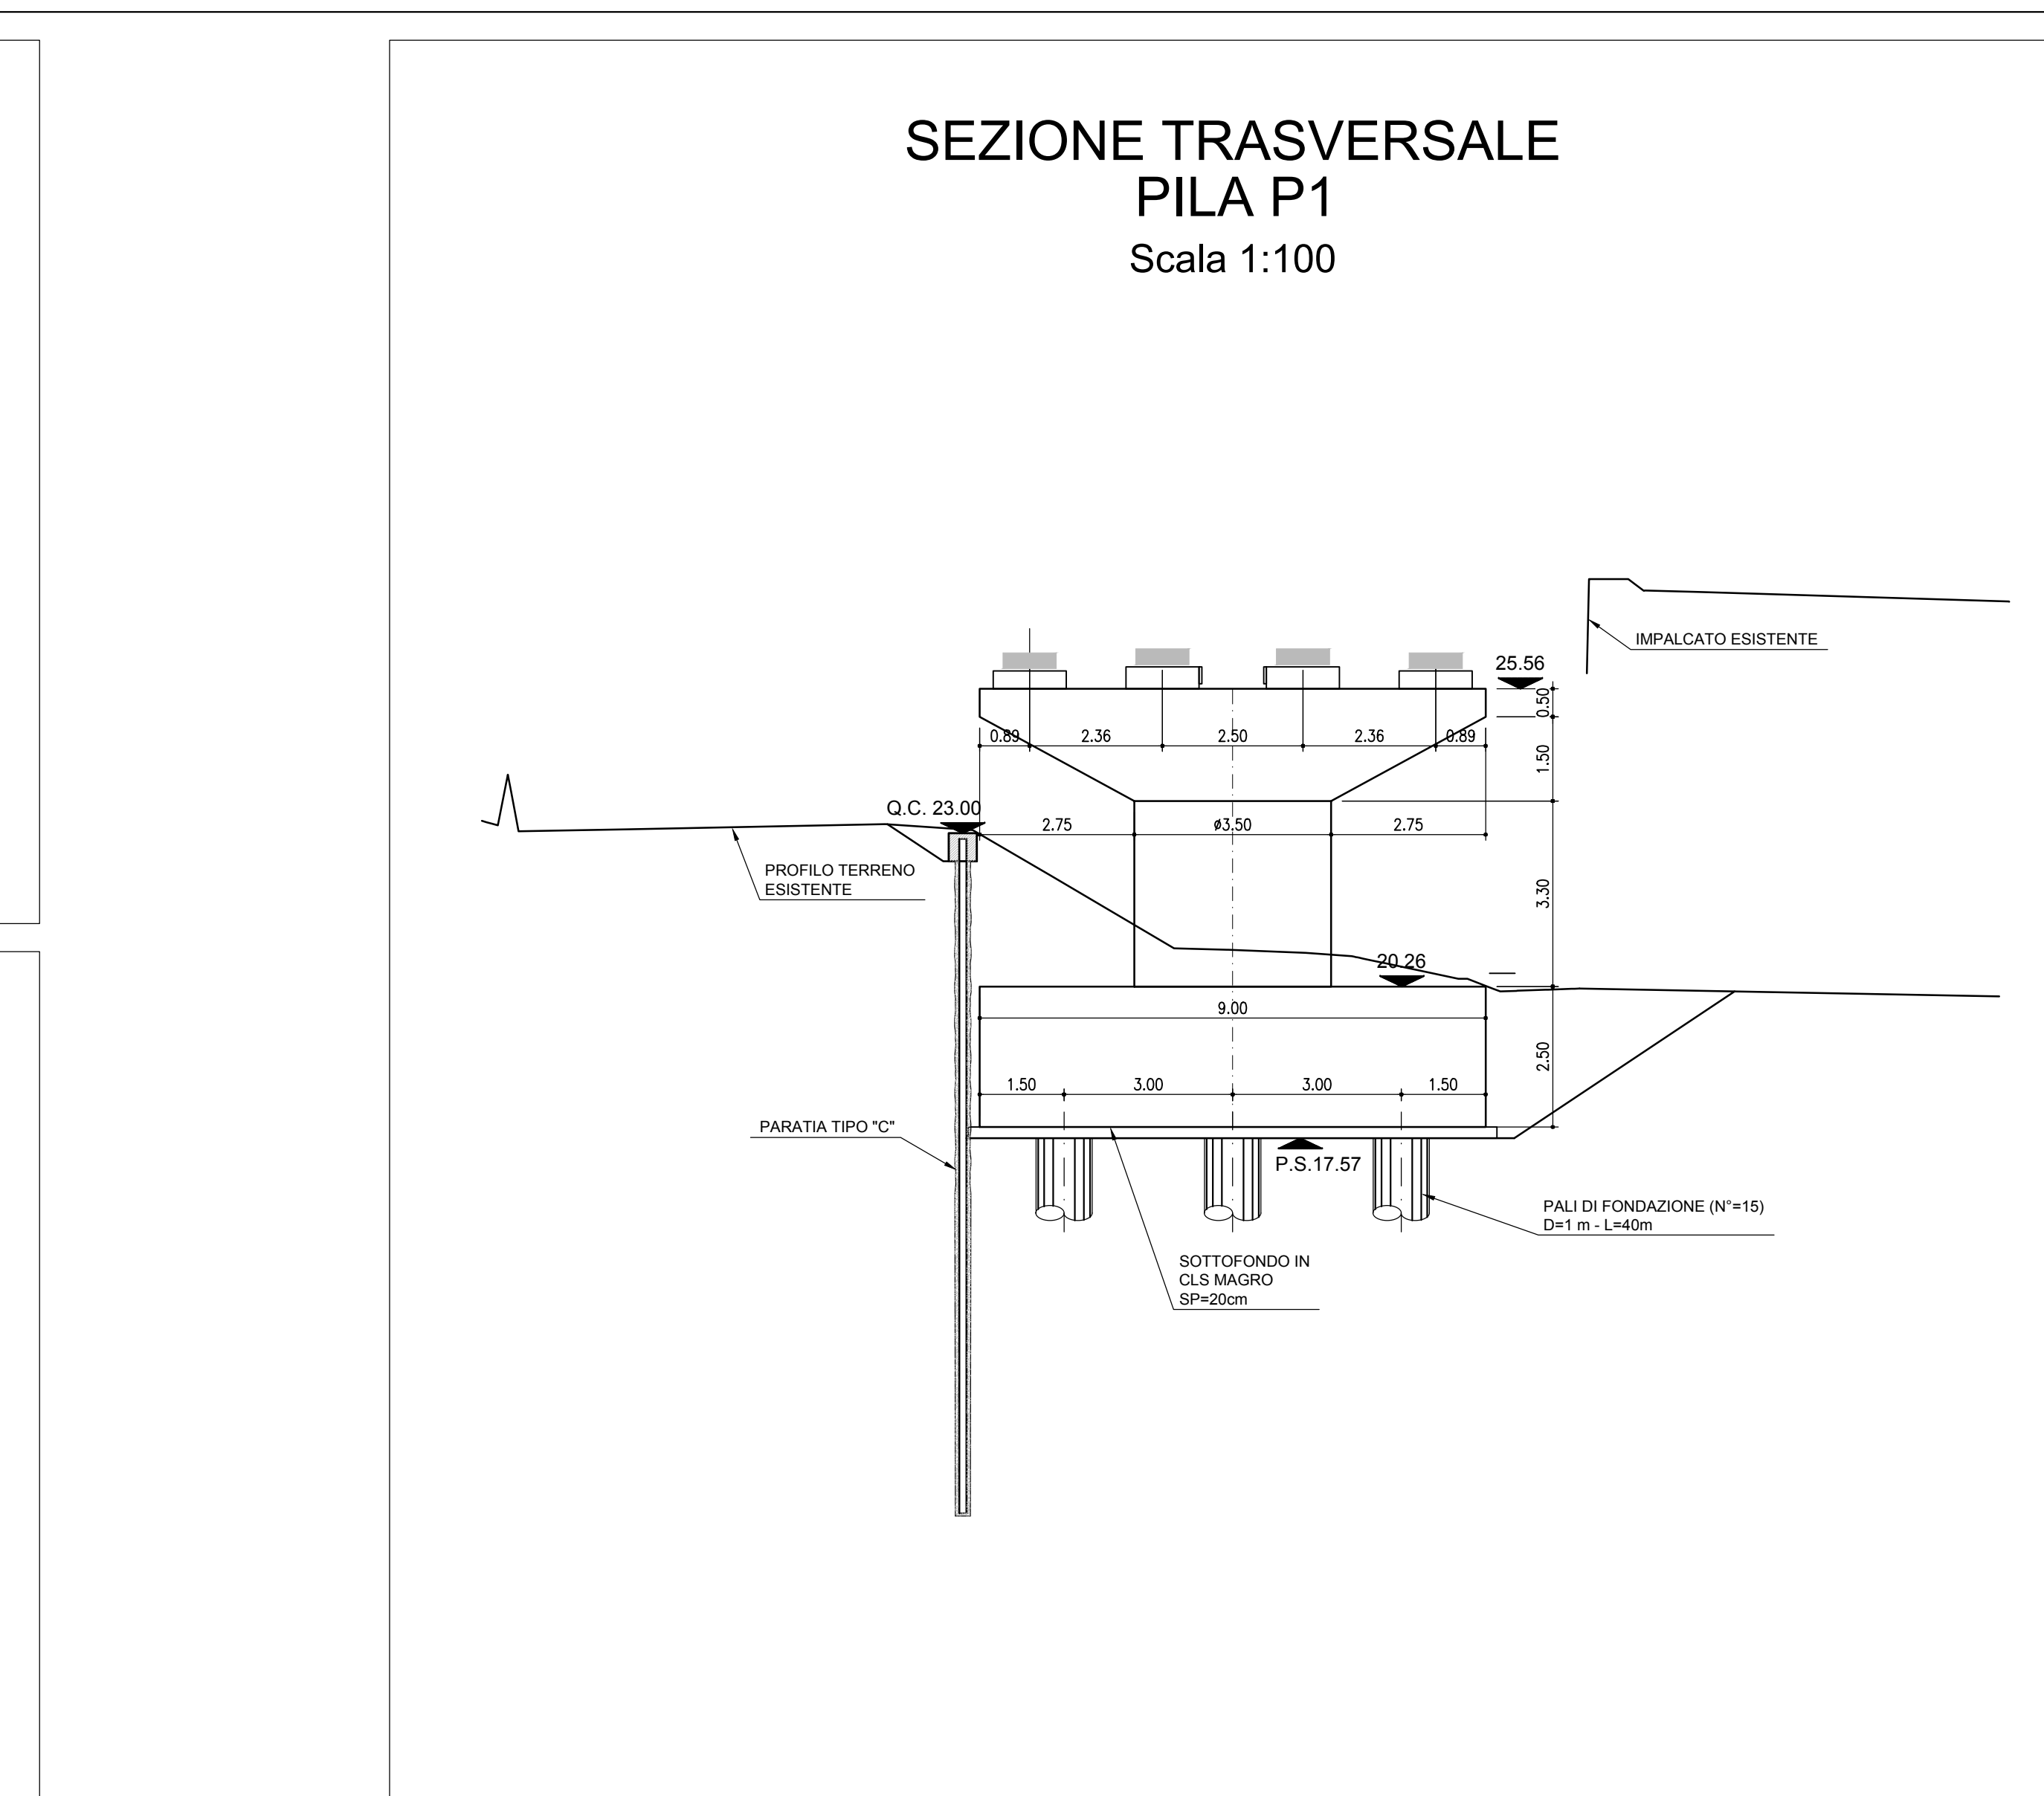 SEZIONE TRASVERSALE
PILA P1
Scala 1:100
IMPALCATO ESISTENTE
25.56
0.50
0.89 2.36 2.50 2.36 0.89
1.50
Q.C. 23.00
2.75 ø3.50 2.75
PROFILO TERRENO
ESISTENTE
3.30
20.26
9.00
2.50
1.50 3.00 3.00 1.50
PARATIA TIPO "C"
P.S.17.57
PALI DI FONDAZIONE (N°=15)
D=1 m - L=40m
SOTTOFONDO IN
CLS MAGRO
SP=20cm